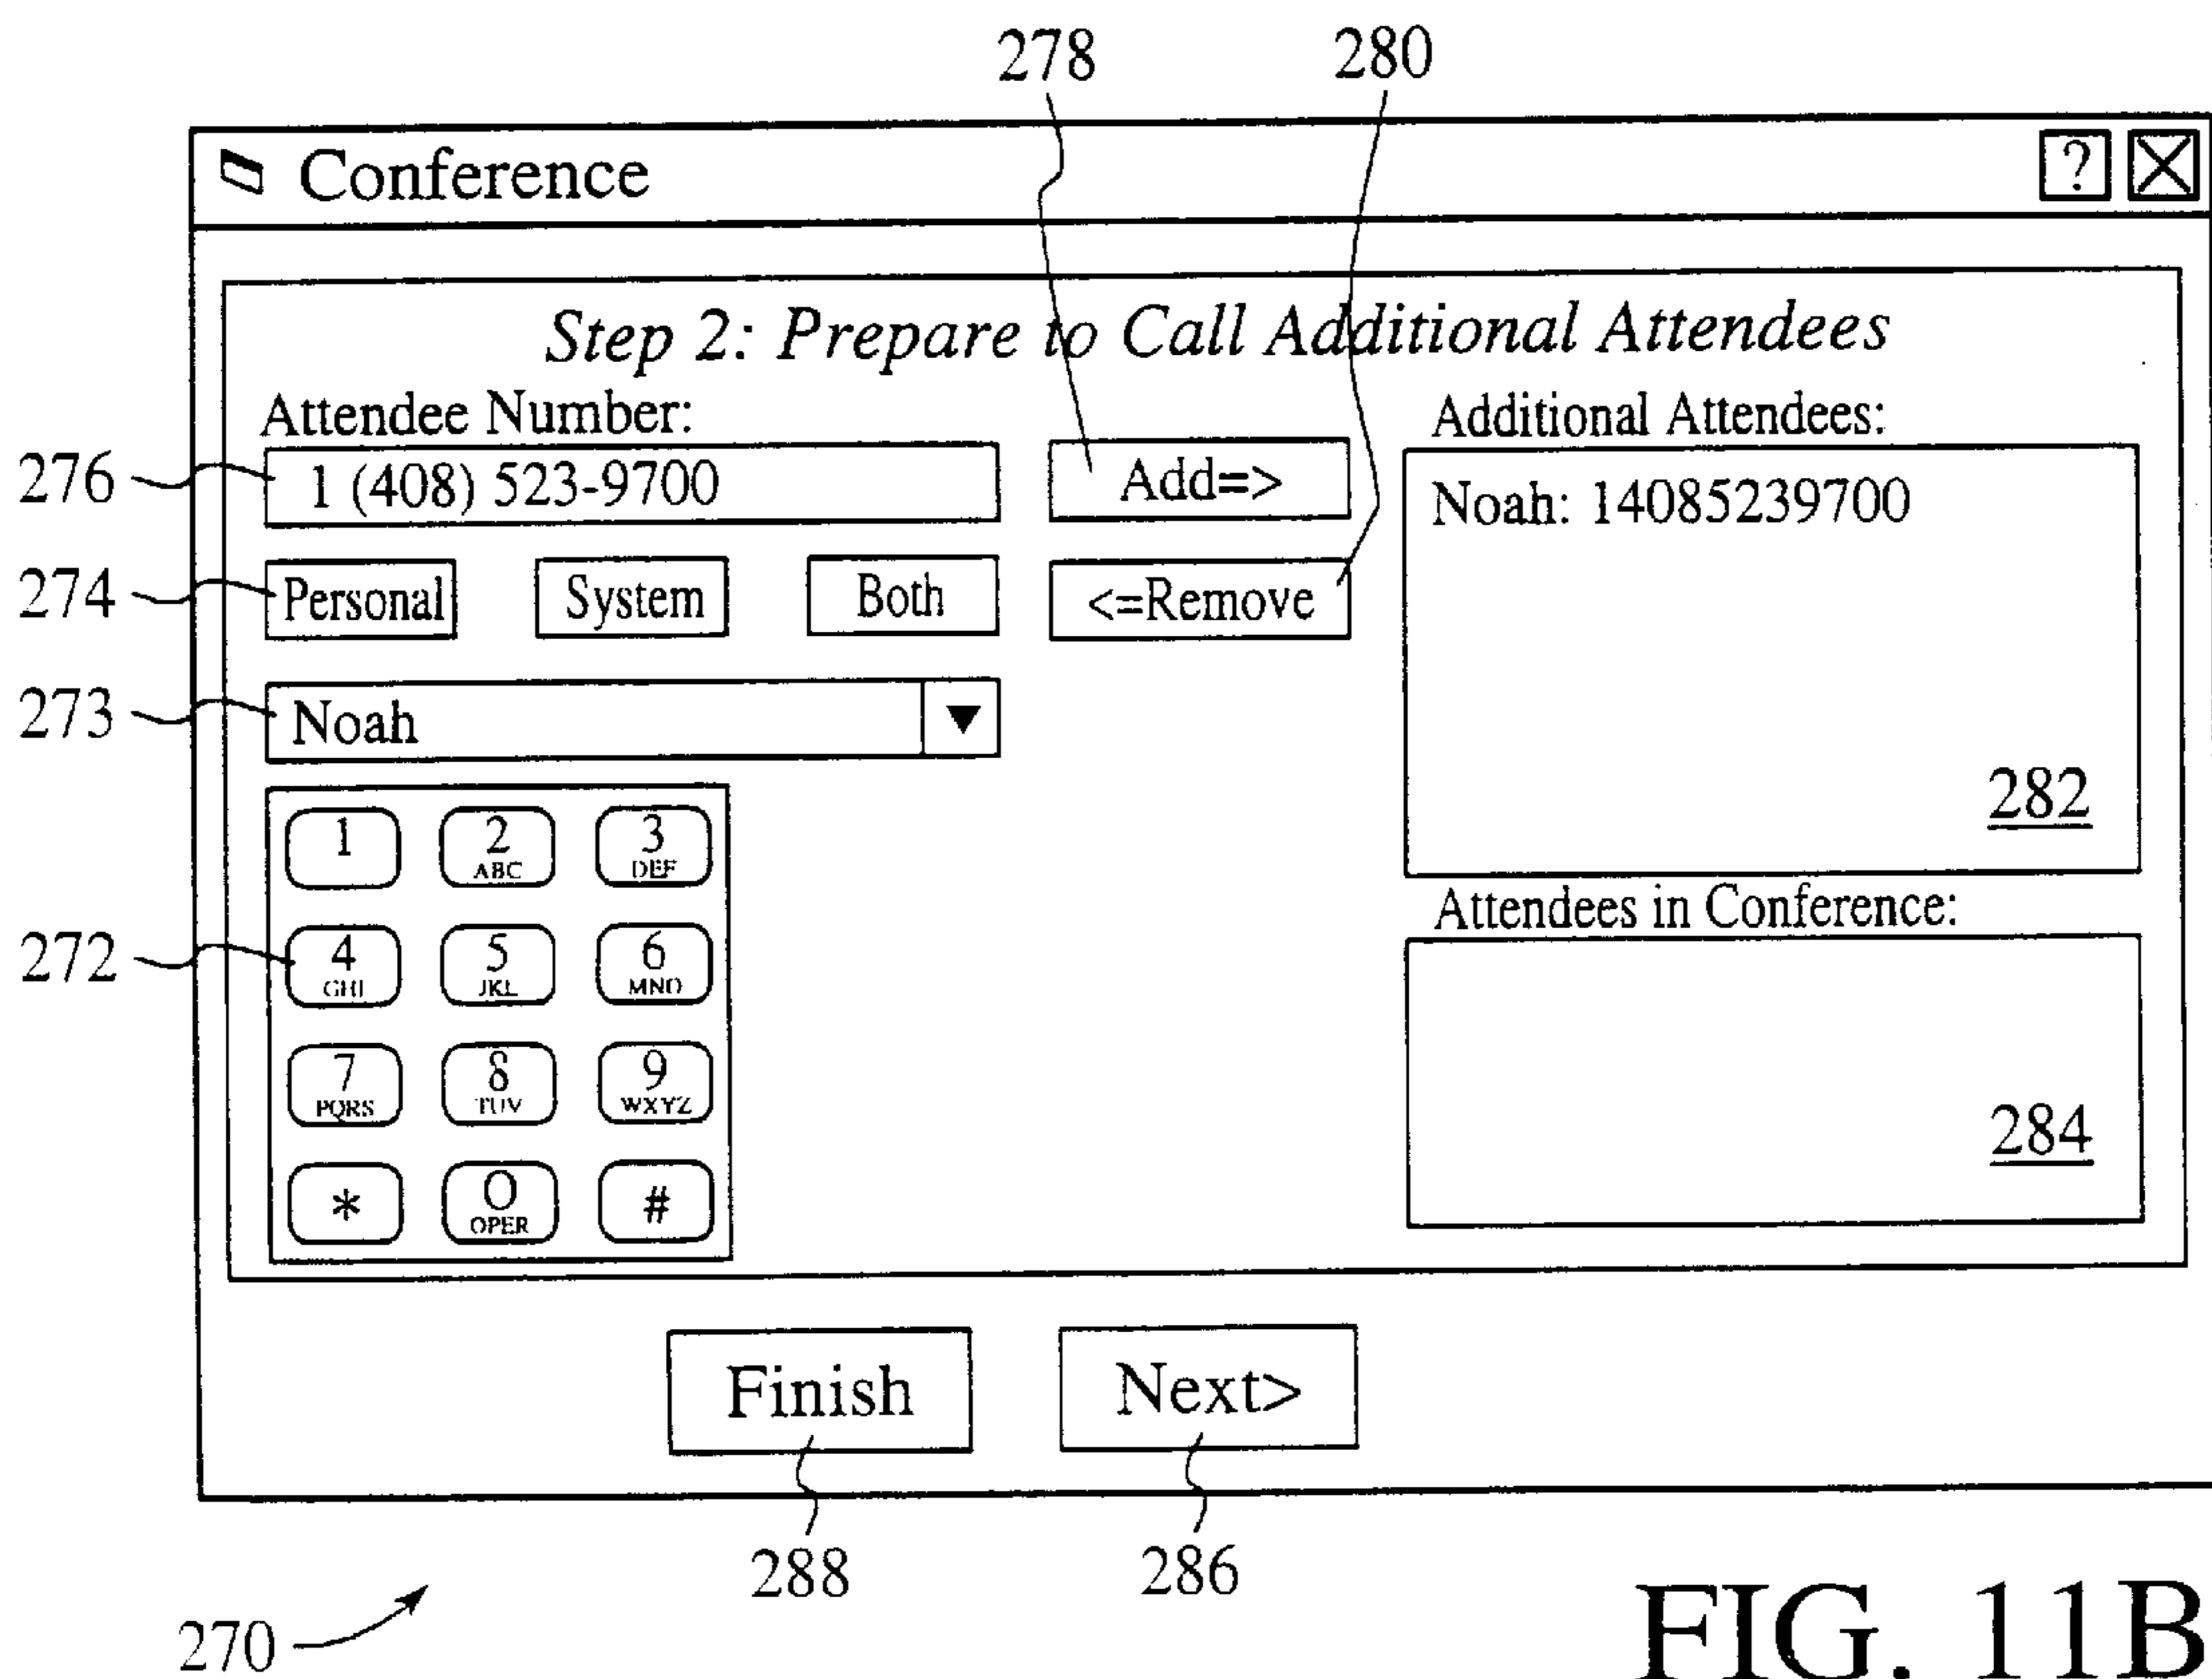 278 280
Conference ?
Step 2: Prepare to Call Additional Attendees
Attendee Number:
276 1 (408) 523-9700
Add=>
274 Personal System Both
<=Remove
273 Noah ▼
272
1 2 ABC 3 DEF
4 GHI 5 JKL 6 MNO
7 PQRS 8 TUV 9 WXYZ
* 0 OPER #
Additional Attendees:
Noah: 14085239700
282
Attendees in Conference:
284
Finish Next>
288 286
270
FIG. 11B